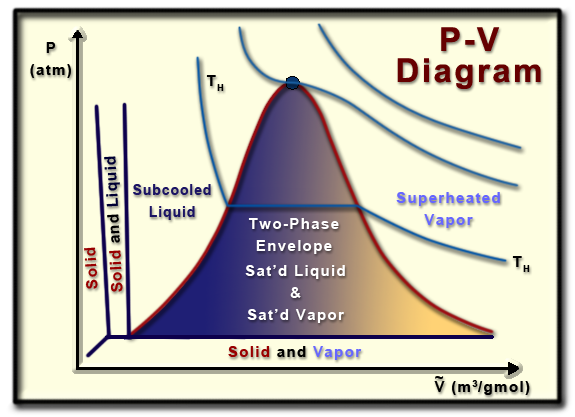 P-V
Diagram
P
(atm)
T_H
Subcooled
Liquid
Superheated
Vapor
Solid
Solid and Liquid
Two-Phase
Envelope
Sat'd Liquid
&
Sat'd Vapor
T_H
Solid and Vapor
Ṽ (m³/gmol)